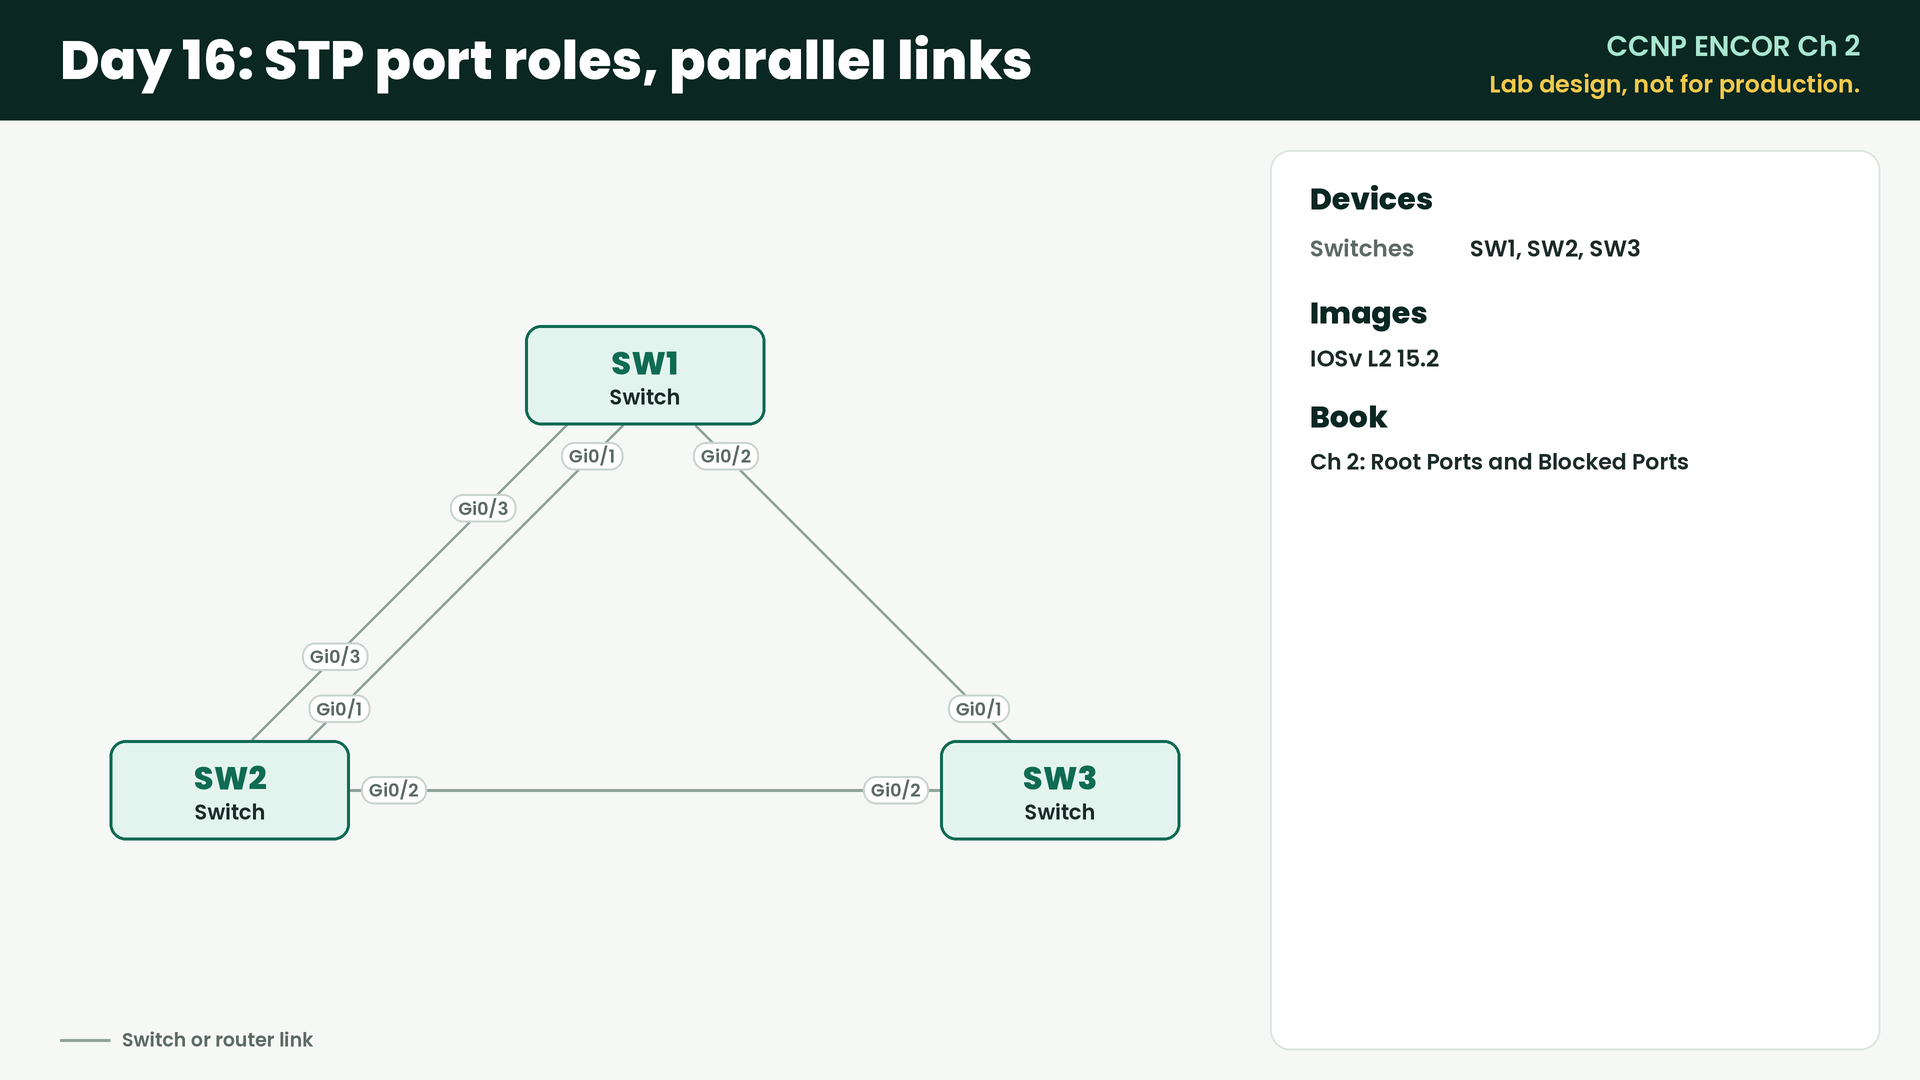 Day 16: STP port roles, parallel links
CCNP ENCOR Ch 2
Lab design, not for production.
SW1
Switch
Gi0/1
Gi0/2
Gi0/3
Gi0/3
Gi0/1
Gi0/1
SW2
Switch
Gi0/2
Gi0/2
SW3
Switch
Switch or router link
Devices
Switches SW1, SW2, SW3
Images
IOSv L2 15.2
Book
Ch 2: Root Ports and Blocked Ports